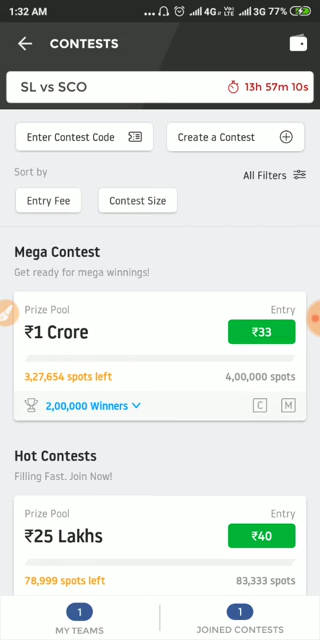 1:32 AM ... 4G VoLTE 3G 77%
CONTESTS
SL vs SCO 13h 57m 10s
Enter Contest Code Create a Contest
Sort by All Filters
Entry Fee Contest Size
Mega Contest
Get ready for mega winnings!
Prize Pool Entry
₹1 Crore ₹33
3,27,654 spots left 4,00,000 spots
2,00,000 Winners C M
Hot Contests
Filling Fast. Join Now!
Prize Pool Entry
₹25 Lakhs ₹40
78,999 spots left 83,333 spots
1 1
MY TEAMS JOINED CONTESTS